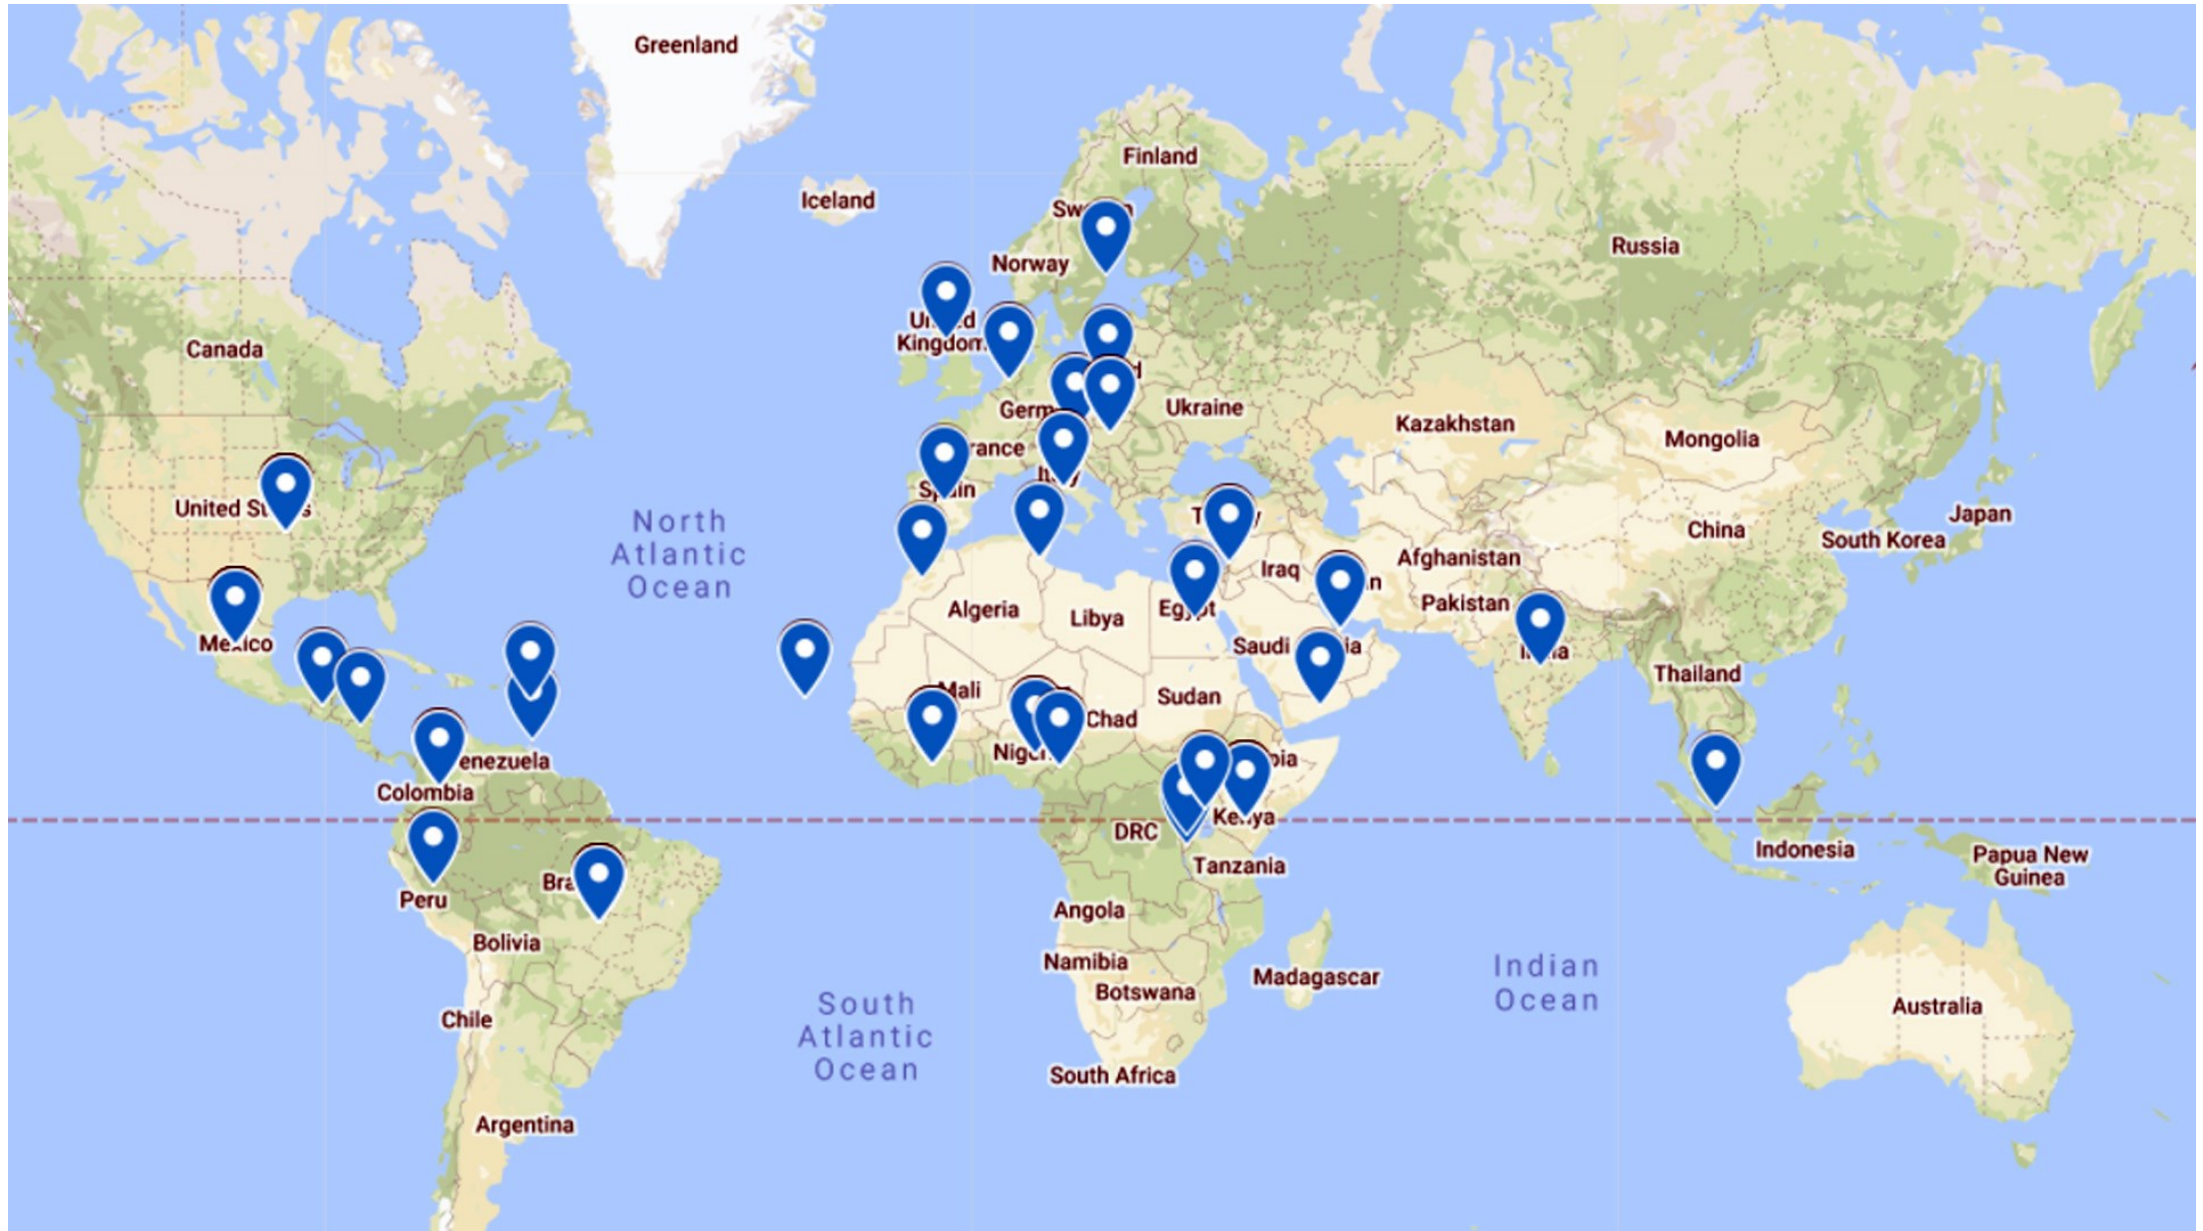 Greenland
Finland
Iceland
Russia
Norway
Kingdom
Canada
Ukraine
Kazakhstan
Mongolia
Japan
China
South Korea
North
Atlantic
Ocean
Afghanistan
Iraq
Pakistan
Algeria
Libya
Egypt
Mexico
Saudi
Thailand
Mali
Sudan
Chad
Colombia
Kenya
DRC
Indonesia
Papua New
Guinea
Tanzania
Peru
Angola
Bolivia
Namibia
Madagascar
Botswana
Indian
Ocean
Australia
South
Atlantic
Ocean
Chile
South Africa
Argentina